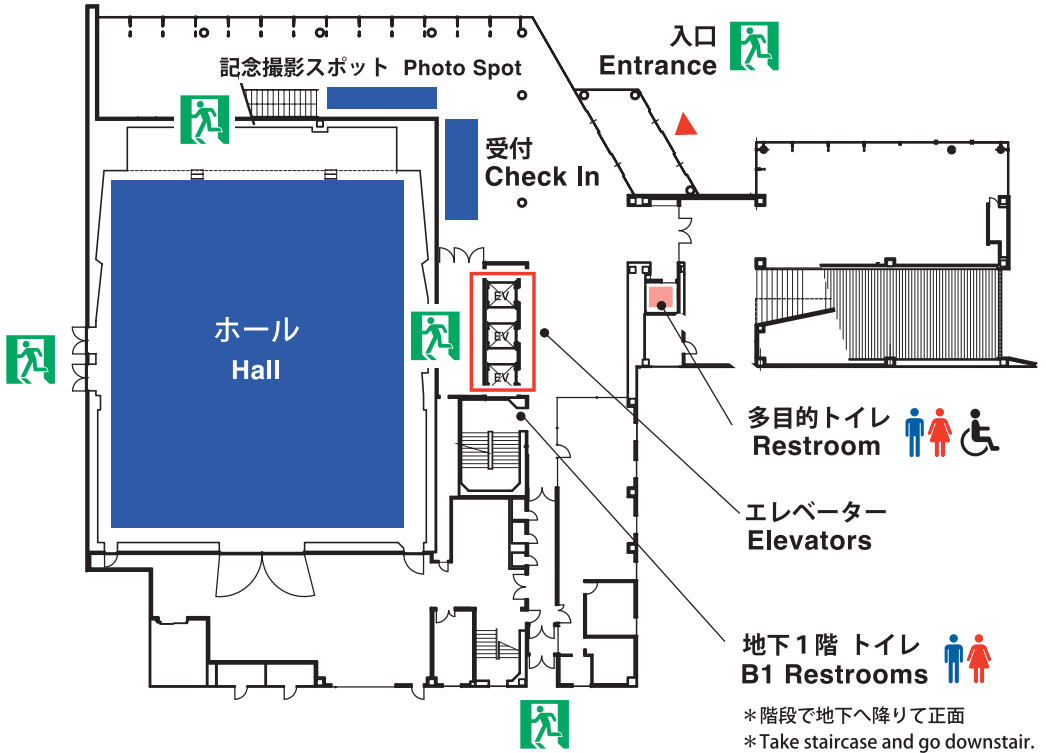 入口
Entrance
記念撮影スポット Photo Spot
受付
Check In
EV
EV
EV
ホール
Hall
多目的トイレ
Restroom
エレベーター
Elevators
地下1階 トイレ
B1 Restrooms
＊階段で地下へ降りて正面
＊Take staircase and go downstair.